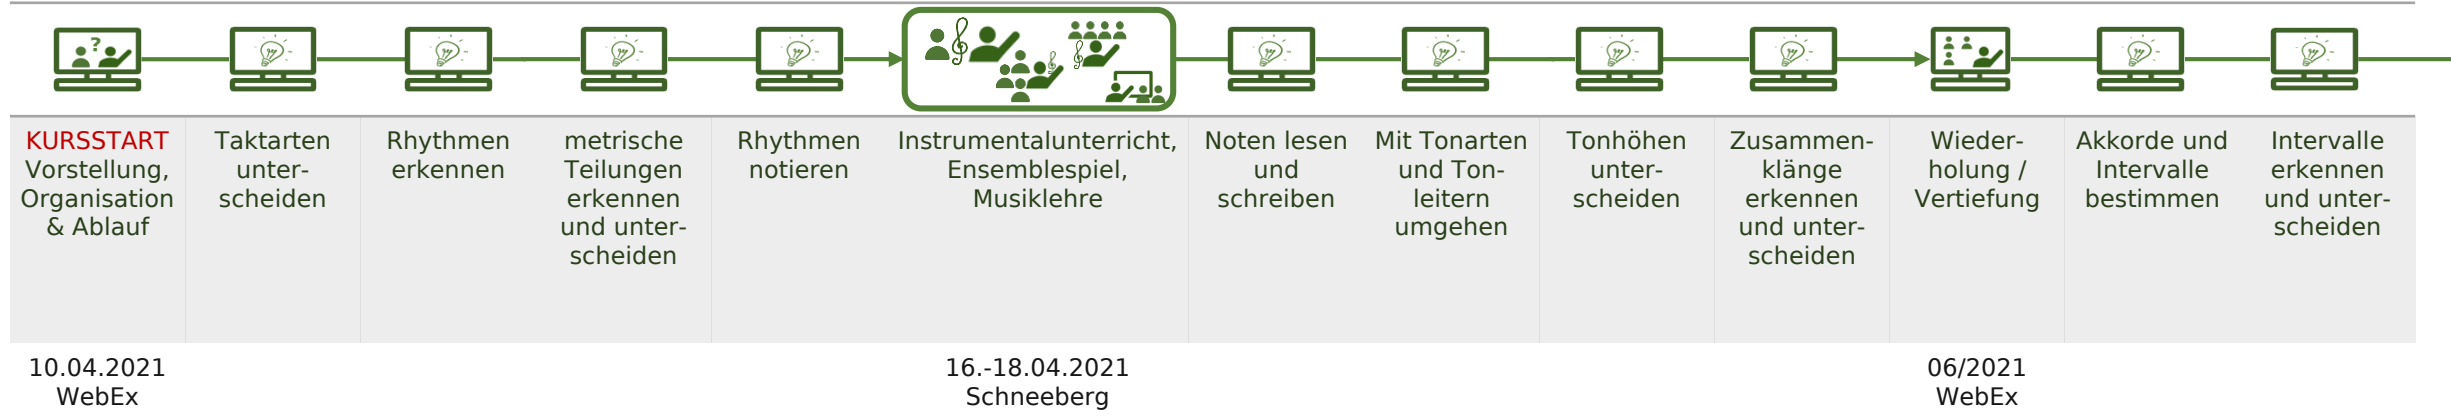 ?
KURSSTART
Vorstellung,
Organisation
& Ablauf
Taktarten
unter-
scheiden
Rhythmen
erkennen
metrische
Teilungen
erkennen
und unter-
scheiden
Rhythmen
notieren
Instrumentalunterricht,
Ensemblespiel,
Musiklehre
Noten lesen
und
schreiben
Mit Tonarten
und Ton-
leitern
umgehen
Tonhöhen
unter-
scheiden
Zusammen-
klänge
erkennen
und unter-
scheiden
Wieder-
holung /
Vertiefung
Akkorde und
Intervalle
bestimmen
Intervalle
erkennen
und unter-
scheiden
10.04.2021
WebEx
16.-18.04.2021
Schneeberg
06/2021
WebEx